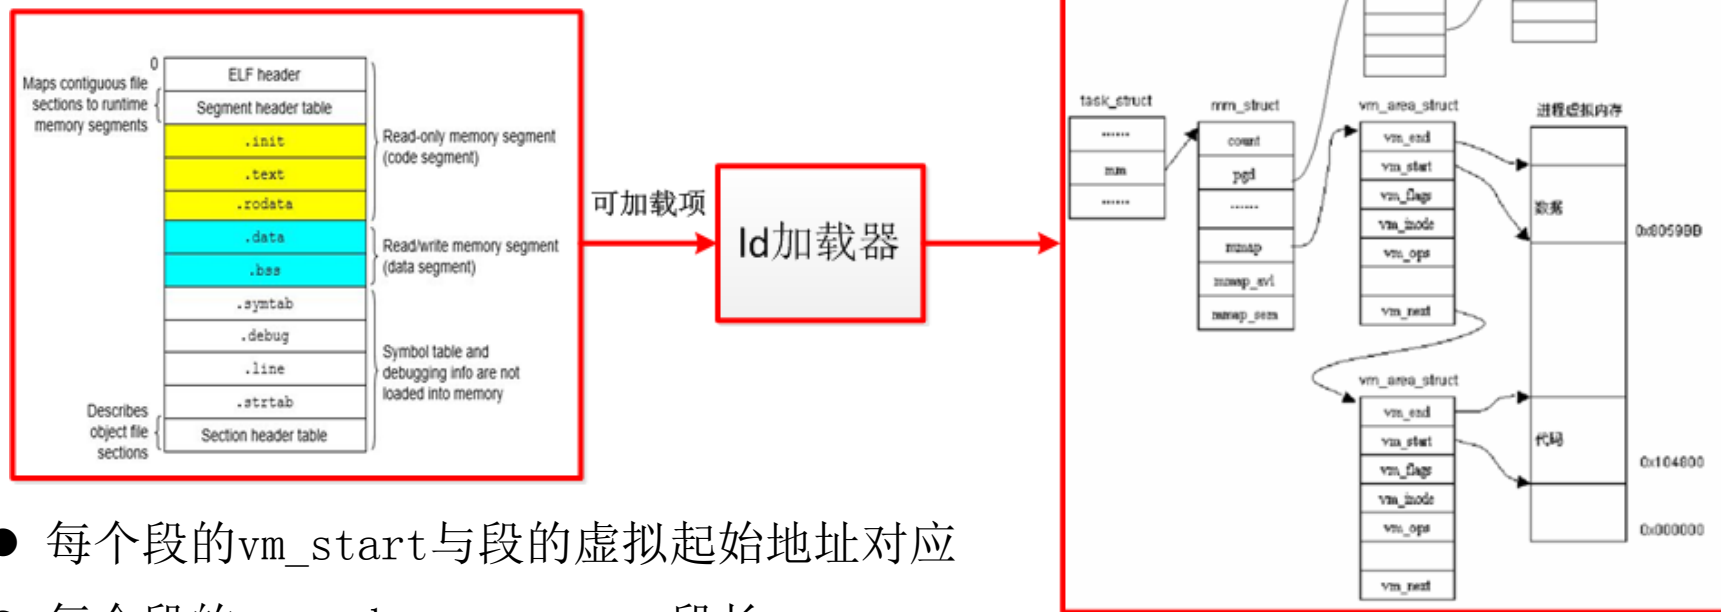 0
ELF header
Maps contiguous file
sections to runtime
memory segments
Segment header table
.init
.text
.rodata
Read-only memory segment
(code segment)
.data
.bss
Read/write memory segment
(data segment)
.symtab
.debug
.line
.strtab
Symbol table and
debugging info are not
loaded into memory
Describes
object file
sections
Section header table
可加载项
ld加载器
task_struct
......
mm
......
mm_struct
count
pgd
......
mmap
mmap_avl
mmap_sem
vm_area_struct
vm_end
vm_start
vm_flags
vm_inode
vm_ops
vm_next
vm_area_struct
vm_end
vm_start
vm_flags
vm_inode
vm_ops
vm_next
进程虚拟内存
数据
代码
0x104800
0x000000
● 每个段的vm_start与段的虚拟起始地址对应